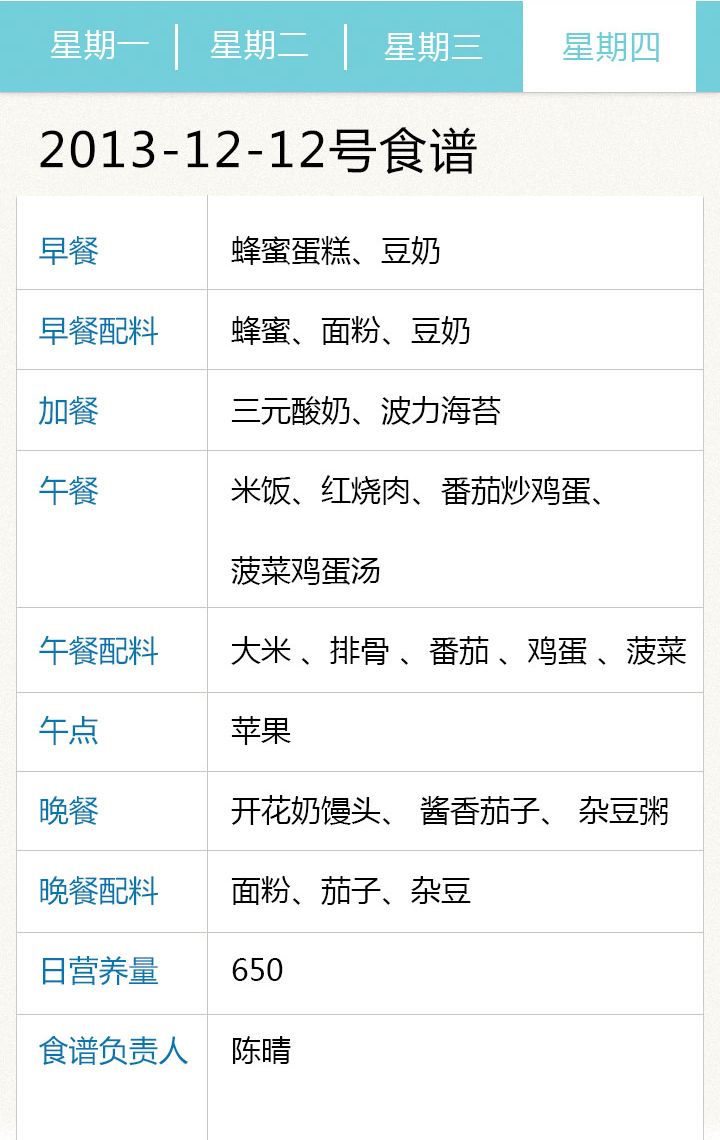 星期一 星期二 星期三 星期四
2013-12-12号食谱
早餐 蜂蜜蛋糕、豆奶
早餐配料 蜂蜜、面粉、豆奶
加餐 三元酸奶、波力海苔
午餐 米饭、红烧肉、番茄炒鸡蛋、
菠菜鸡蛋汤
午餐配料 大米 、排骨 、番茄 、鸡蛋 、菠菜
午点 苹果
晚餐 开花奶馒头、 酱香茄子、 杂豆粥
晚餐配料 面粉、茄子、杂豆
日营养量 650
食谱负责人 陈晴